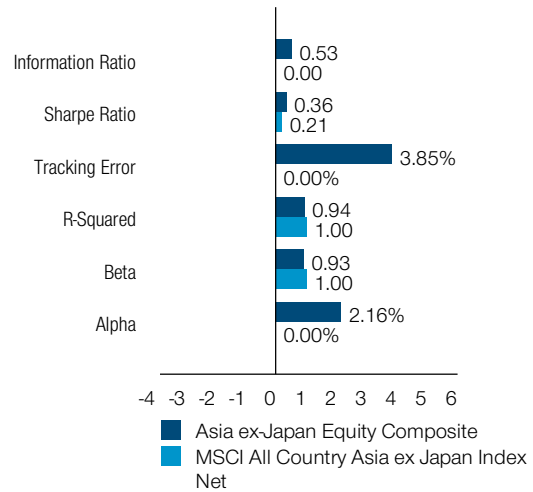 Information Ratio
0.53
0.00
Sharpe Ratio
0.36
0.21
Tracking Error
3.85%
0.00%
R-Squared
0.94
1.00
Beta
0.93
1.00
Alpha
2.16%
0.00%
-4 -3 -2 -1 0 1 2 3 4 5 6
Asia ex-Japan Equity Composite
MSCI All Country Asia ex Japan Index
Net